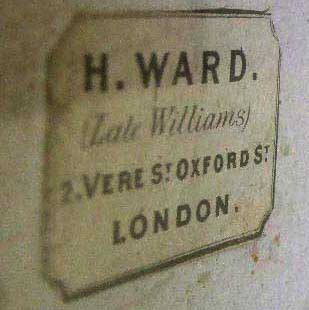 H. WARD.
(Late Williams)
2. VERE ST OXFORD ST
LONDON.